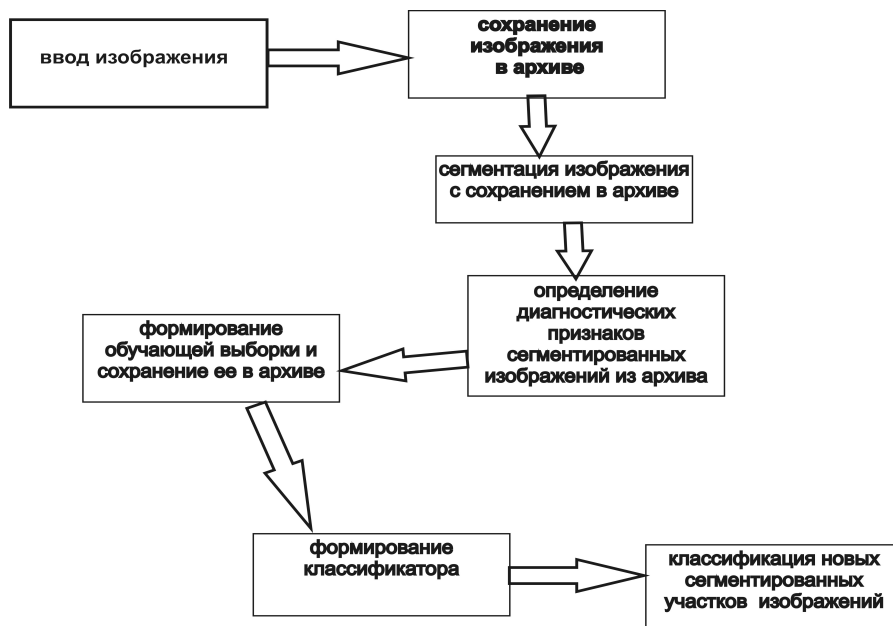 ввод изображения
сохранение
изображения
в архиве
сегментация изображения
с сохранением в архиве
определение
диагностических
признаков
сегментированных
изображений из архива
формирование
обучающей выборки и
сохранение ее в архиве
формирование
классификатора
классификация новых
сегментированных
участков изображений